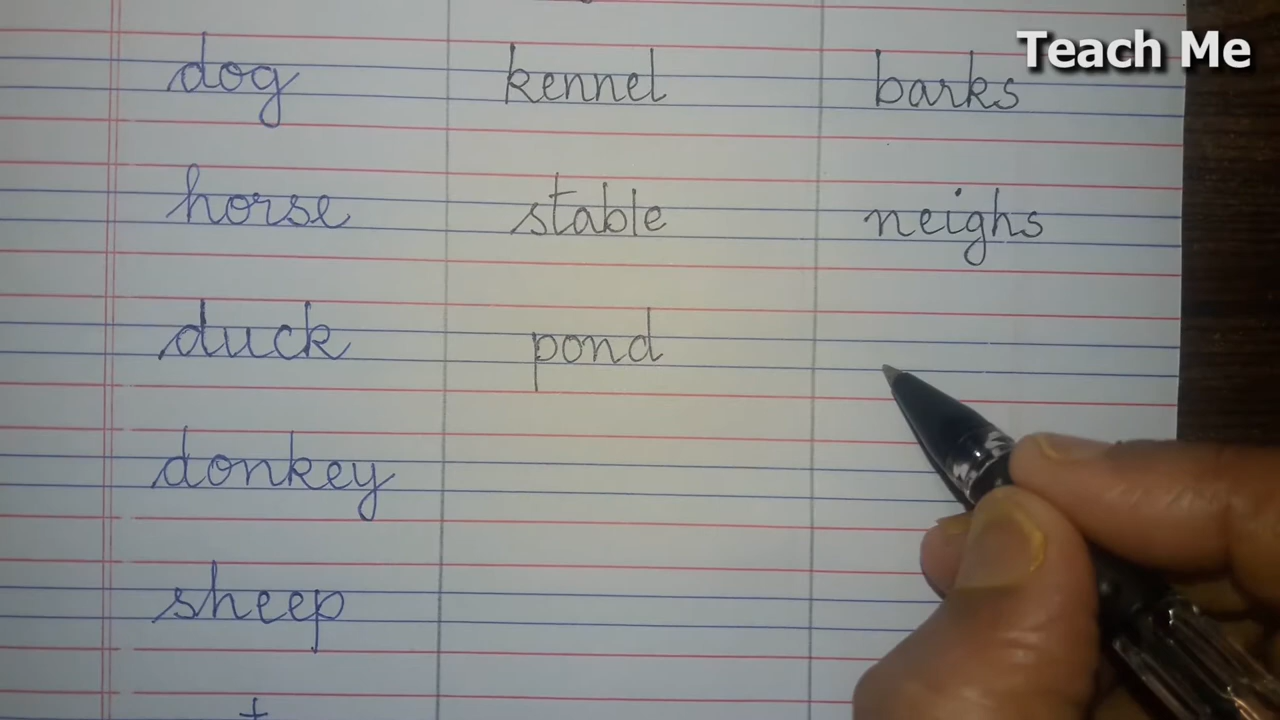 Teach Me
dog kennel barks
horse stable neighs
duck pond
donkey
sheep